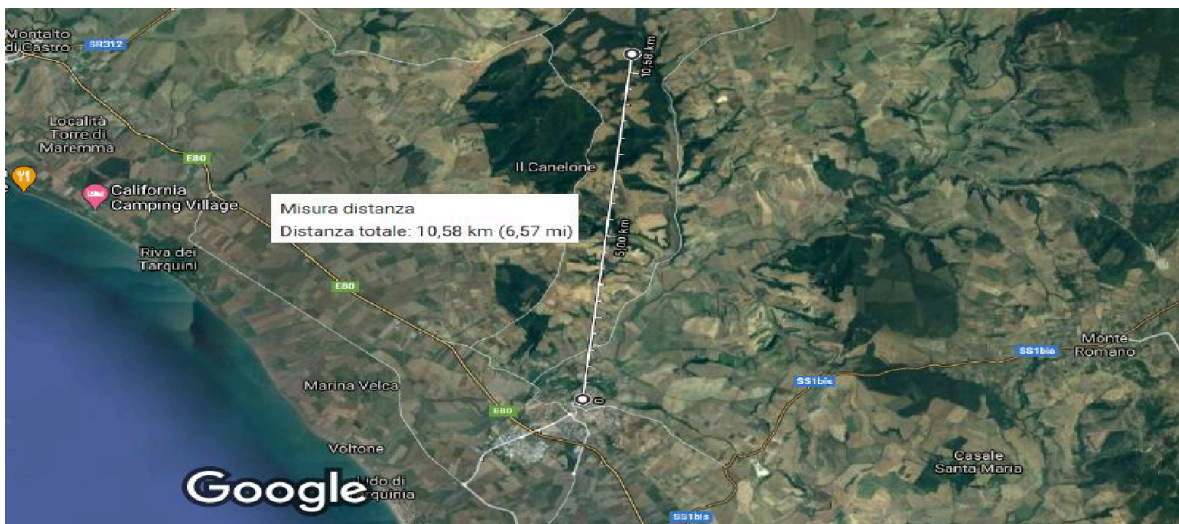 Montalto
di Castro
SR312
Località
Torre di
Maremma
E80
10,58 km
Il Canelone
California
Camping Village
Misura distanza
Distanza totale: 10,58 km (6,57 mi)
5,00 km
Riva dei
Tarquini
E80
Monte
Romano
SS1bis
SS1bis
Marina Velca
0
E80
Voltone
Casale
Santa Maria
Google
Lido di
SS1bis